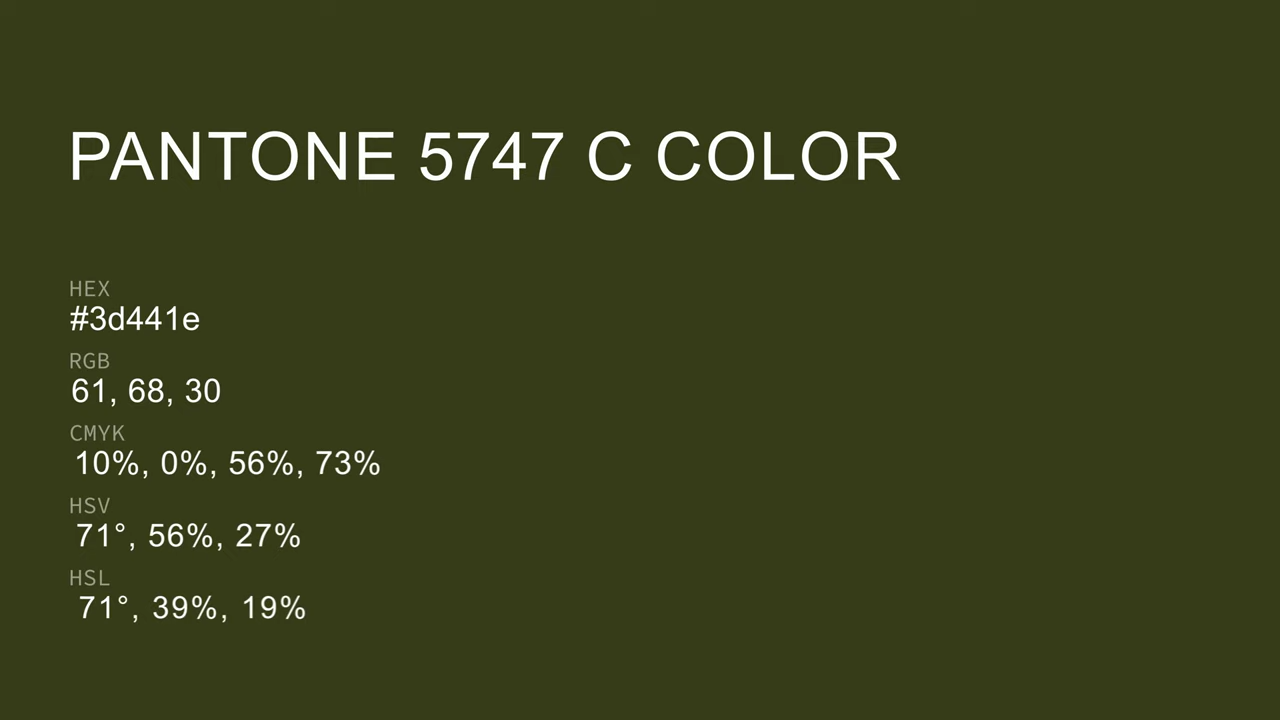 PANTONE 5747 C COLOR
HEX
#3d441e
RGB
61, 68, 30
CMYK
10%, 0%, 56%, 73%
HSV
71°, 56%, 27%
HSL
71°, 39%, 19%